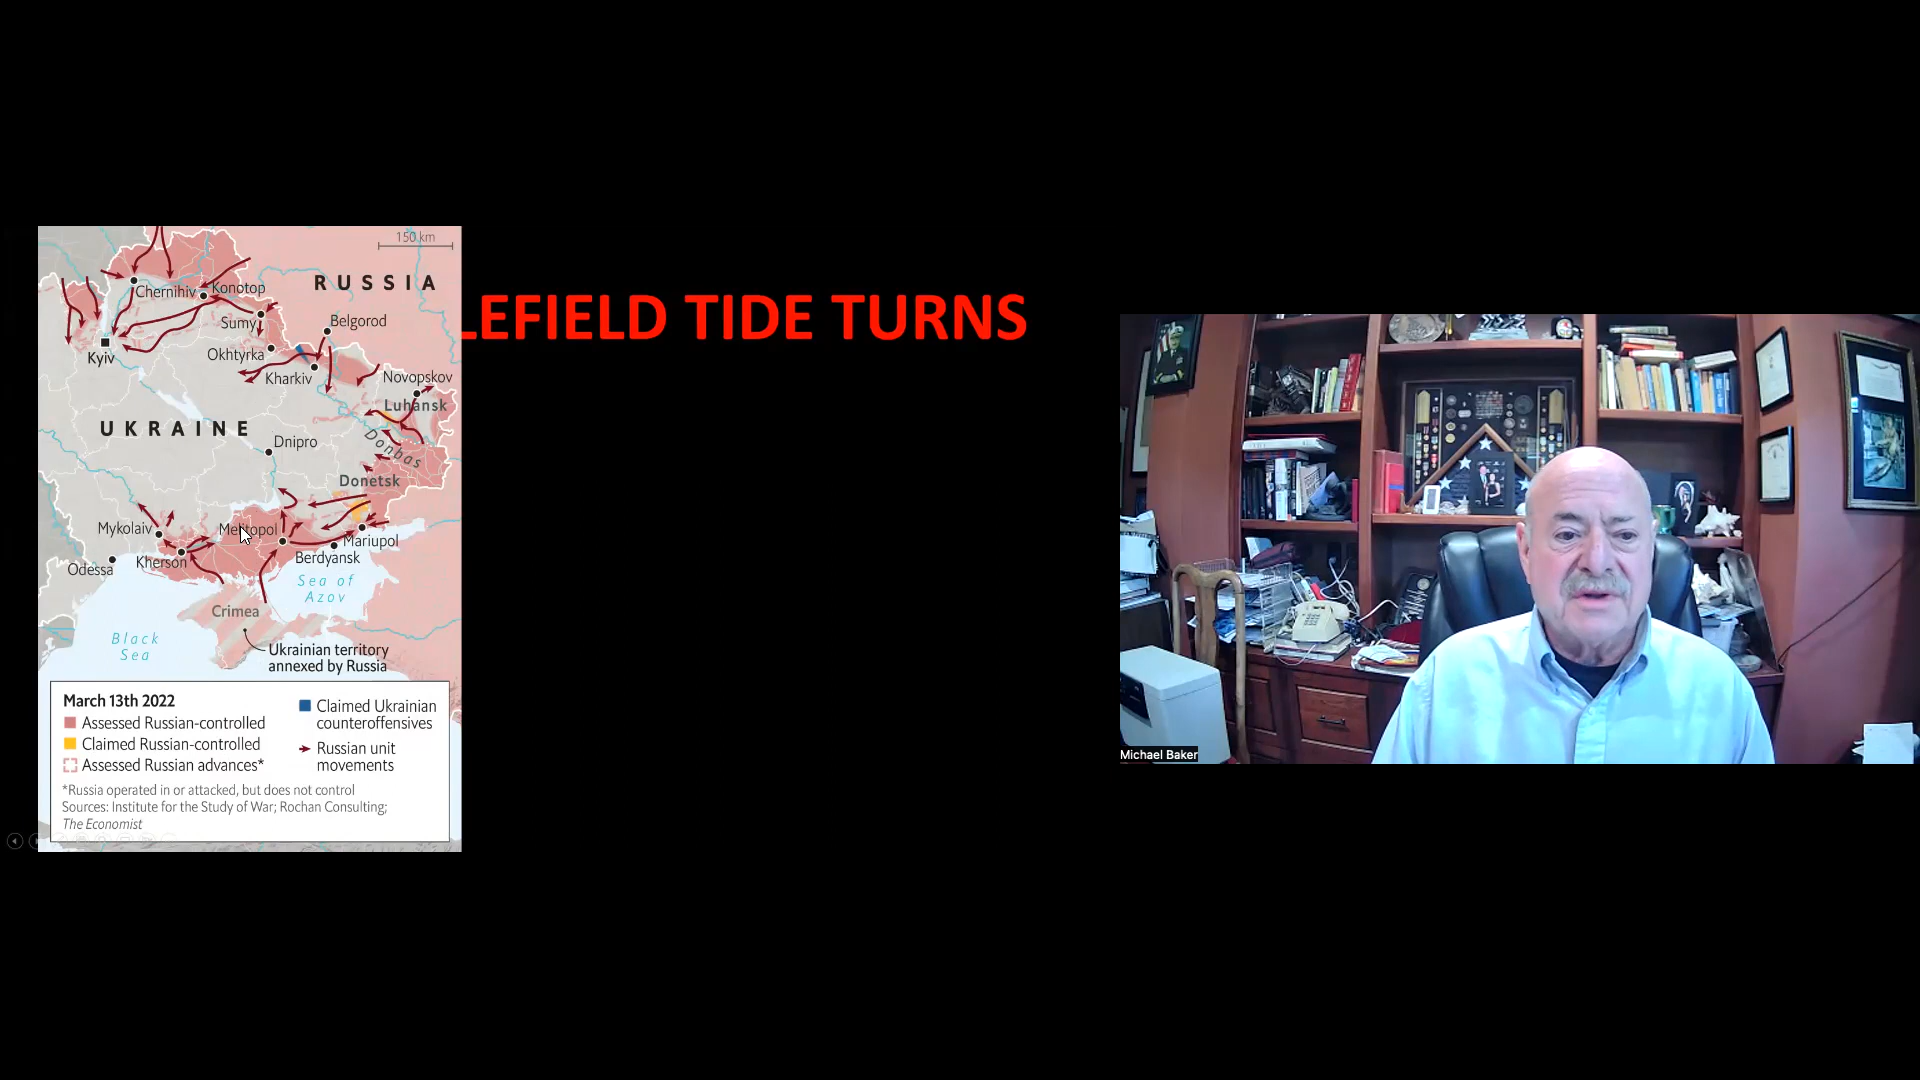 150 km
RUSSIA
LEFIELD TIDE TURNS
Chernihiv
Konotop
Sumy
Belgorod
Kyiv
Okhtyrka
Kharkiv
Novopskov
Luhansk
UKRAINE
Dnipro
Donbas
Donetsk
Mykolaiv
Melitopol
Mariupol
Odessa
Kherson
Berdyansk
Sea of
Azov
Crimea
Black
Sea
Ukrainian territory
annexed by Russia
March 13th 2022
Assessed Russian-controlled
Claimed Russian-controlled
Assessed Russian advances*
Claimed Ukrainian
counteroffensives
Russian unit
movements
*Russia operated in or attacked, but does not control
Sources: Institute for the Study of War; Rochan Consulting;
The Economist
Michael Baker